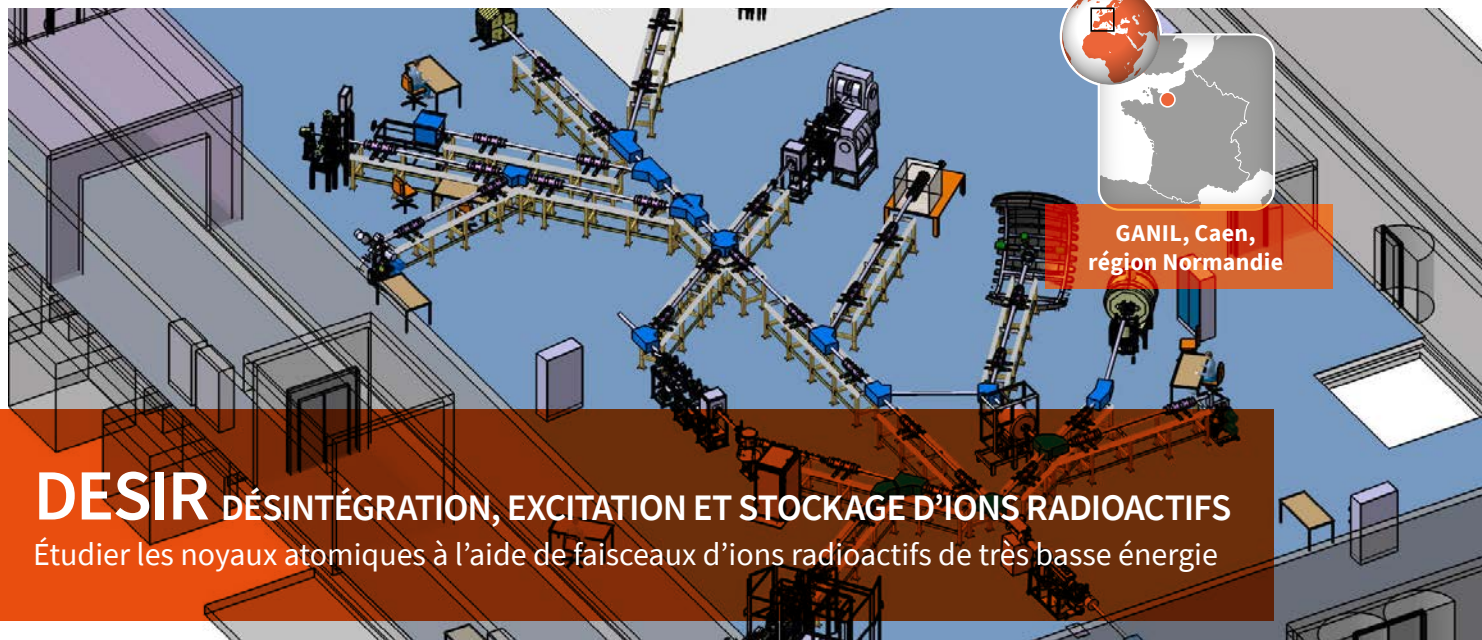 GANIL, Caen,
région Normandie
DESIR DÉSINTÉGRATION, EXCITATION ET STOCKAGE D’IONS RADIOACTIFS
Étudier les noyaux atomiques à l’aide de faisceaux d’ions radioactifs de très basse énergie